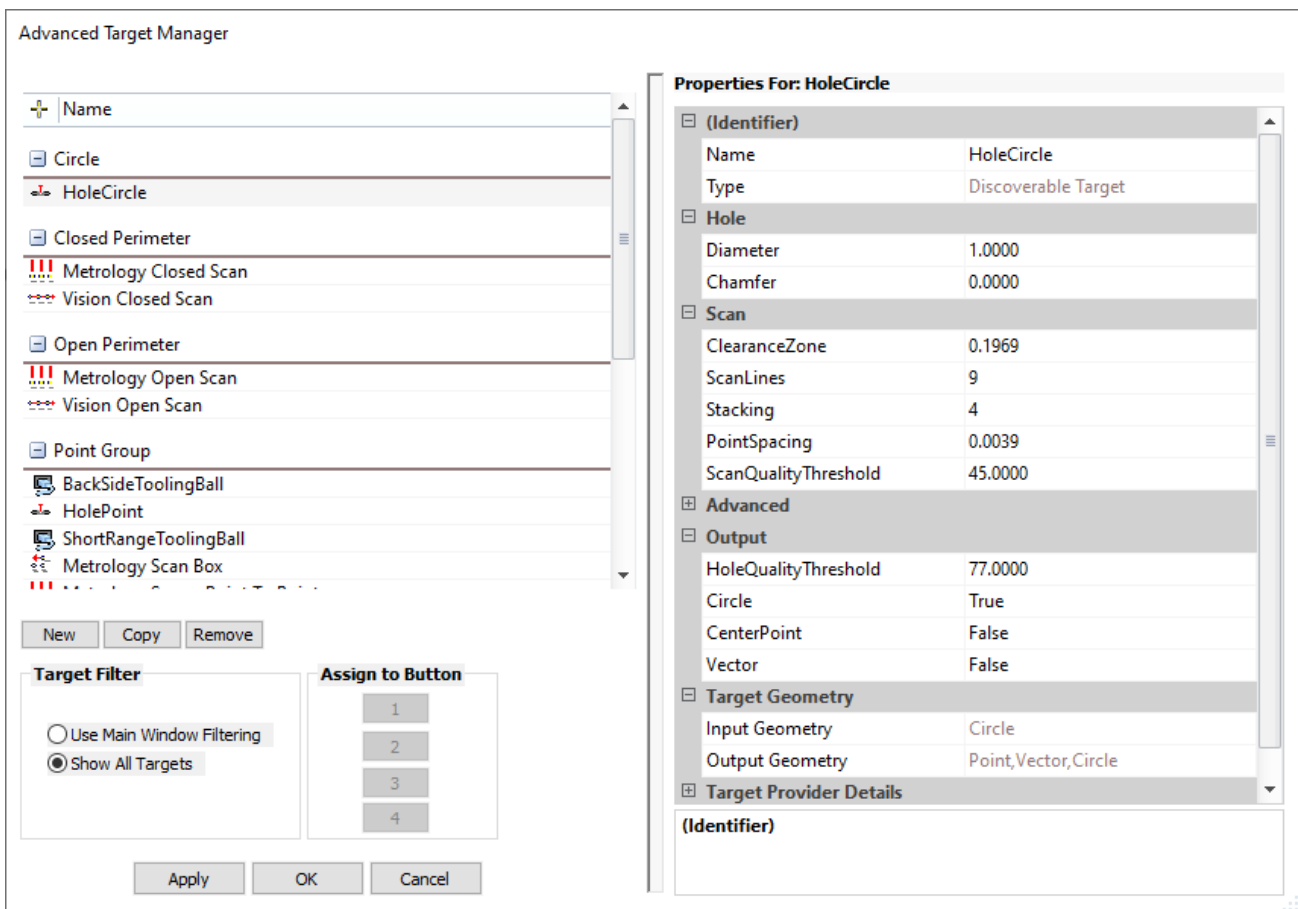 Advanced Target Manager
Name
Circle
HoleCircle
Closed Perimeter
Metrology Closed Scan
Vision Closed Scan
Open Perimeter
Metrology Open Scan
Vision Open Scan
Point Group
BackSideToolingBall
HolePoint
ShortRangeToolingBall
Metrology Scan Box
New Copy Remove
Target Filter
Use Main Window Filtering
Show All Targets
Assign to Button
1
2
3
4
Apply OK Cancel
Properties For: HoleCircle
(Identifier)
Name HoleCircle
Type Discoverable Target
Hole
Diameter 1.0000
Chamfer 0.0000
Scan
ClearanceZone 0.1969
ScanLines 9
Stacking 4
PointSpacing 0.0039
ScanQualityThreshold 45.0000
Advanced
Output
HoleQualityThreshold 77.0000
Circle True
CenterPoint False
Vector False
Target Geometry
Input Geometry Circle
Output Geometry Point,Vector,Circle
Target Provider Details
(Identifier)